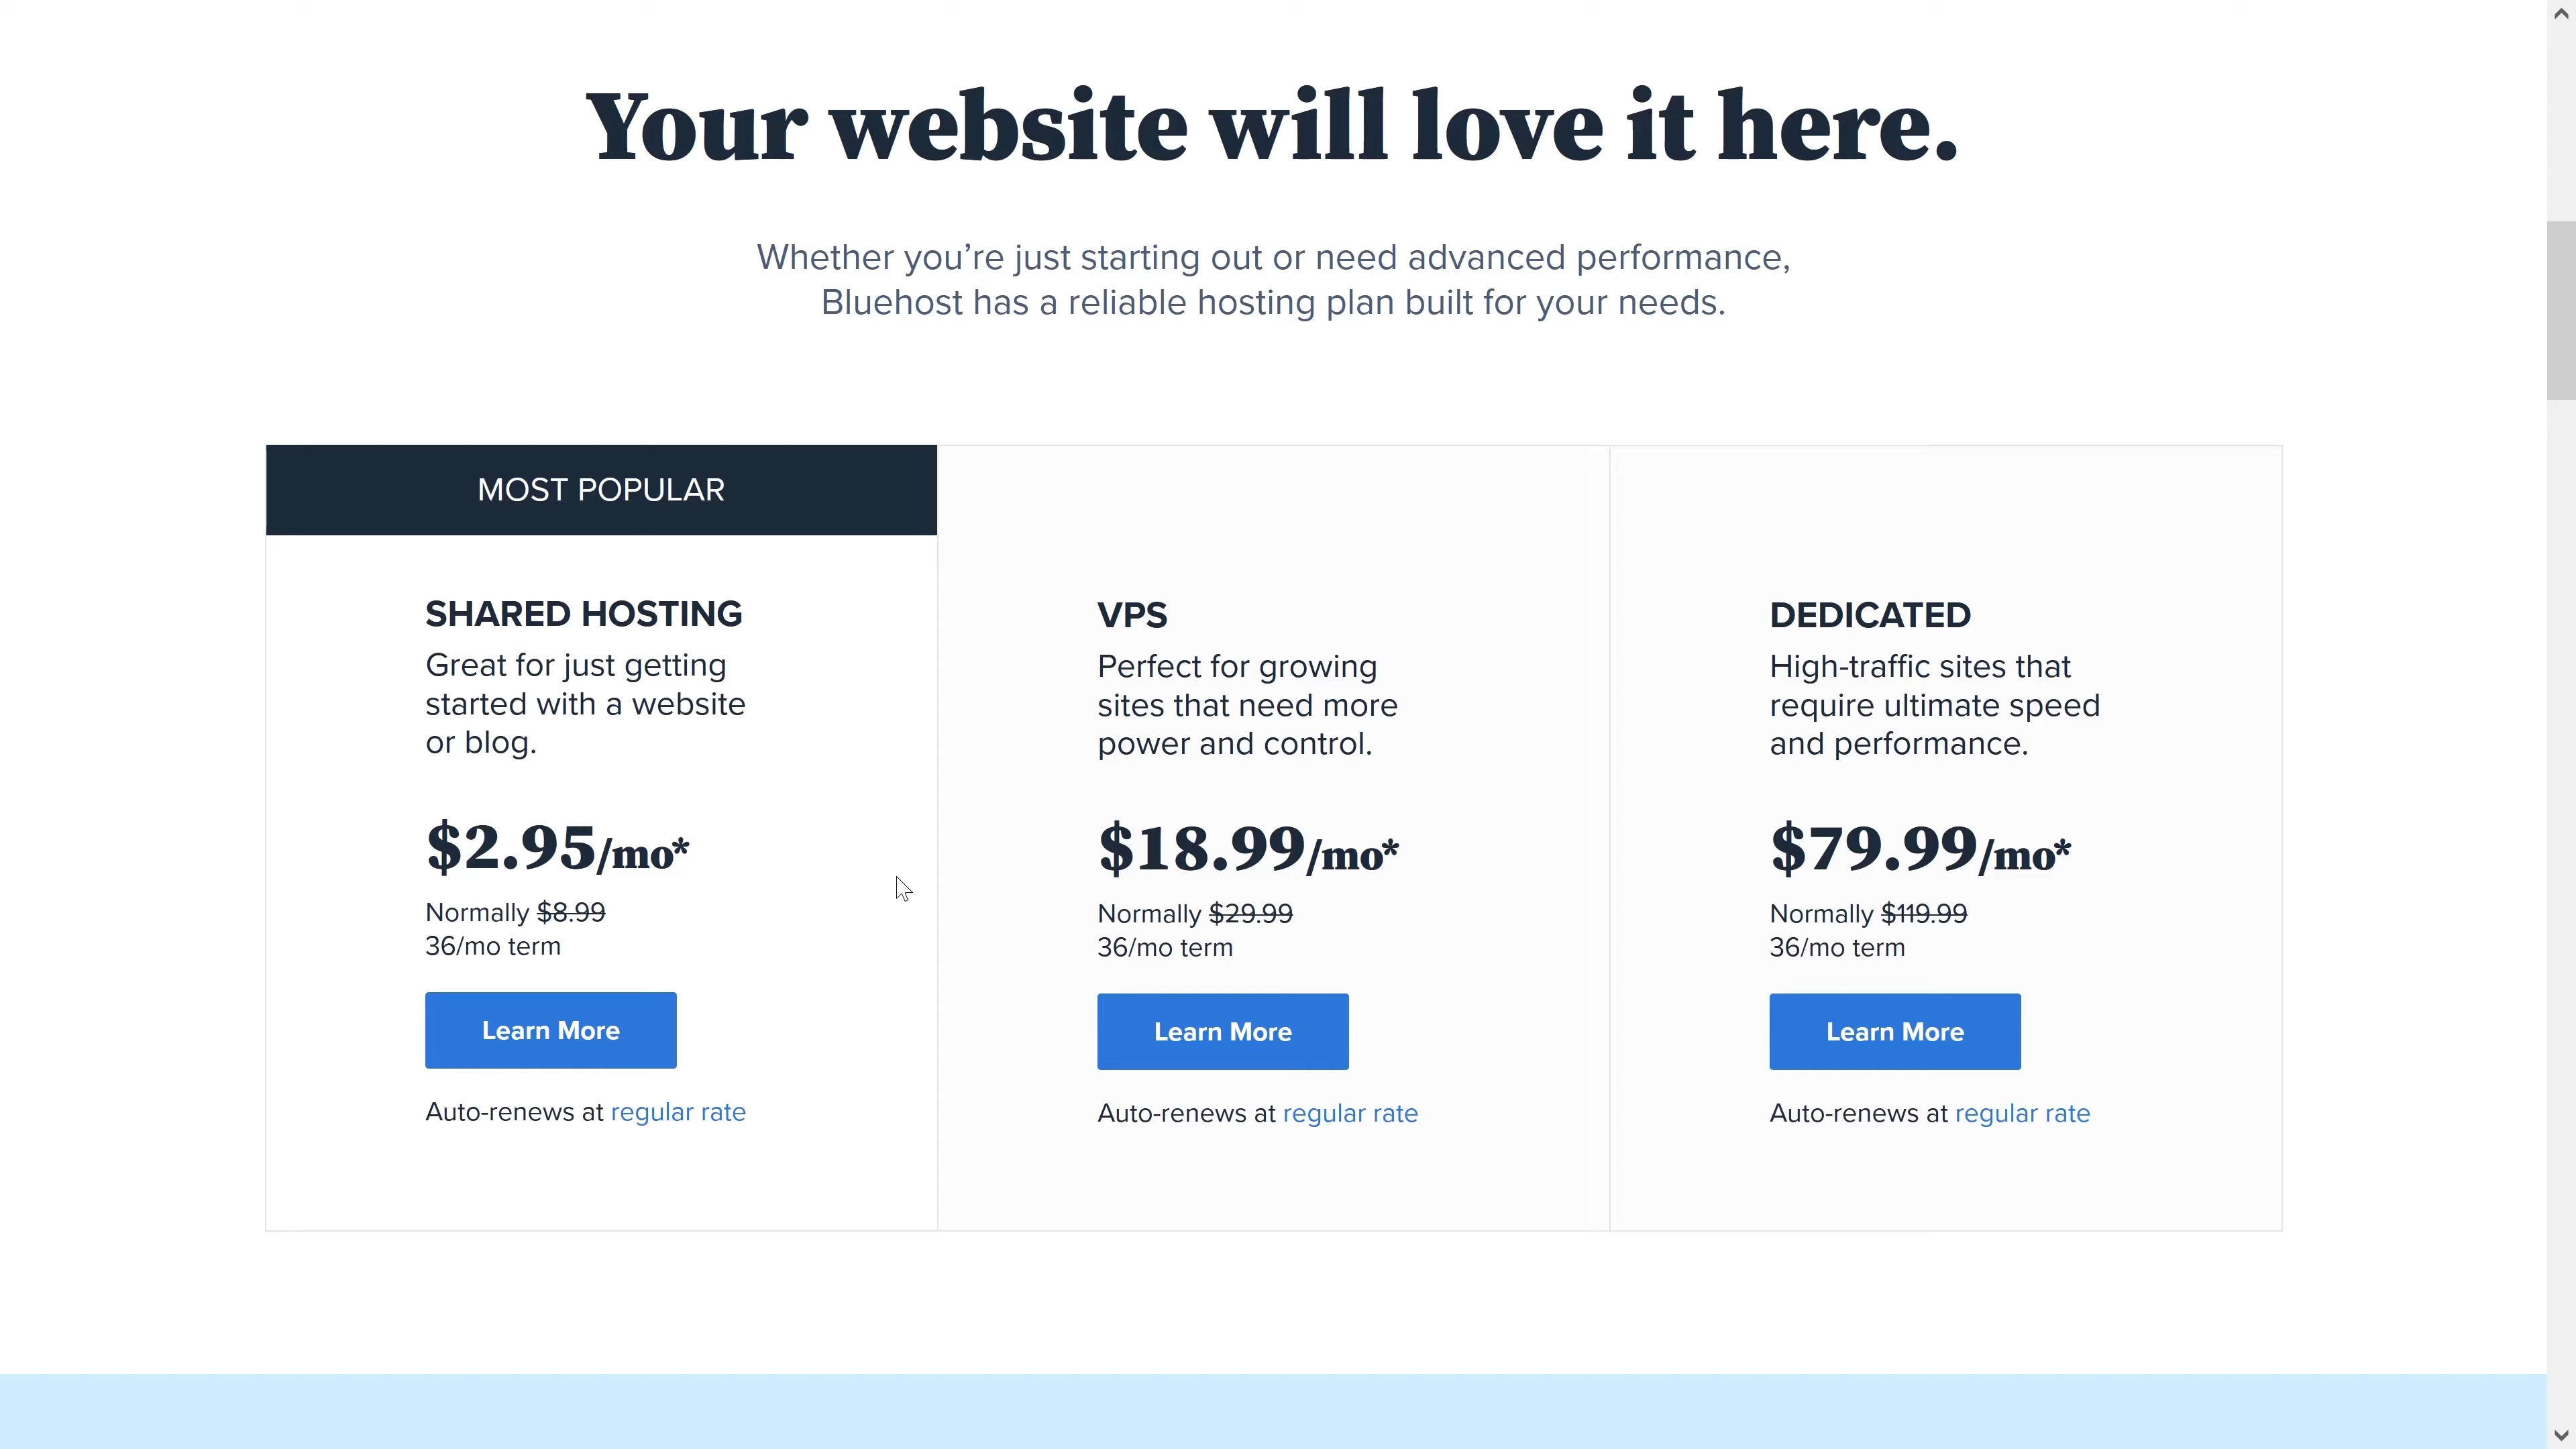 Your website will love it here.
Whether you’re just starting out or need advanced performance,
Bluehost has a reliable hosting plan built for your needs.
MOST POPULAR
SHARED HOSTING
Great for just getting
started with a website
or blog.
$2.95/mo*
Normally $8.99
36/mo term
Learn More
Auto-renews at regular rate
VPS
Perfect for growing
sites that need more
power and control.
$18.99/mo*
Normally $29.99
36/mo term
Learn More
Auto-renews at regular rate
DEDICATED
High-traffic sites that
require ultimate speed
and performance.
$79.99/mo*
Normally $119.99
36/mo term
Learn More
Auto-renews at regular rate